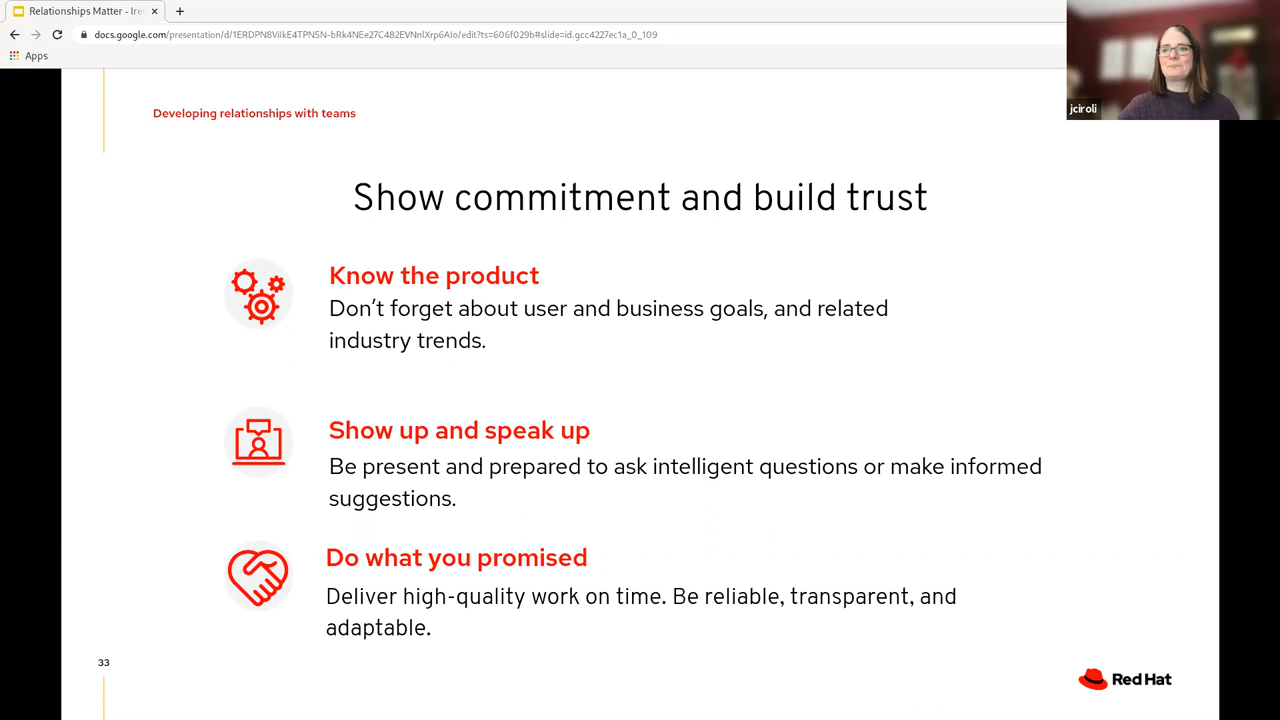 Relationships Matter - Ire
docs.google.com/presentation/d/1ERDPN8ViIkE4TPN5N-bRk4NEe27C482EVNnlXrp6AIo/edit?ts=606f029b#slide=id.gcc4227ec1a_0_109
Apps
jciroli
Developing relationships with teams
Show commitment and build trust
Know the product
Don’t forget about user and business goals, and related
industry trends.
Show up and speak up
Be present and prepared to ask intelligent questions or make informed
suggestions.
Do what you promised
Deliver high-quality work on time. Be reliable, transparent, and
adaptable.
33
Red Hat